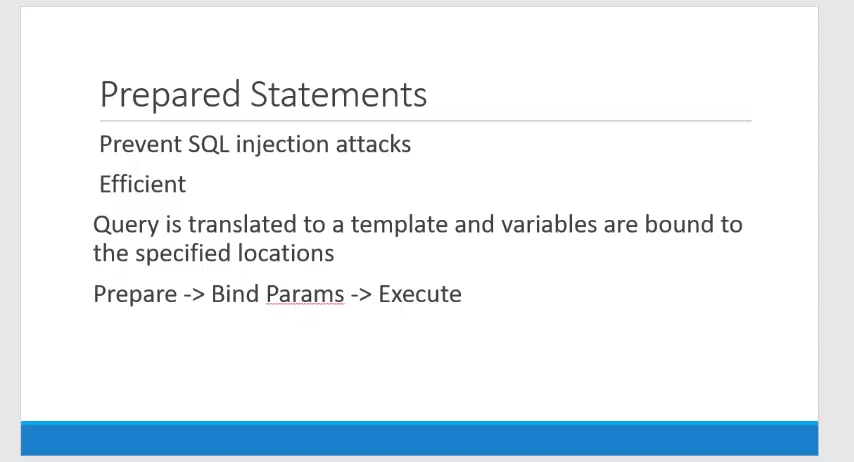 Prepared Statements
Prevent SQL injection attacks
Efficient
Query is translated to a template and variables are bound to
the specified locations
Prepare -> Bind Params -> Execute